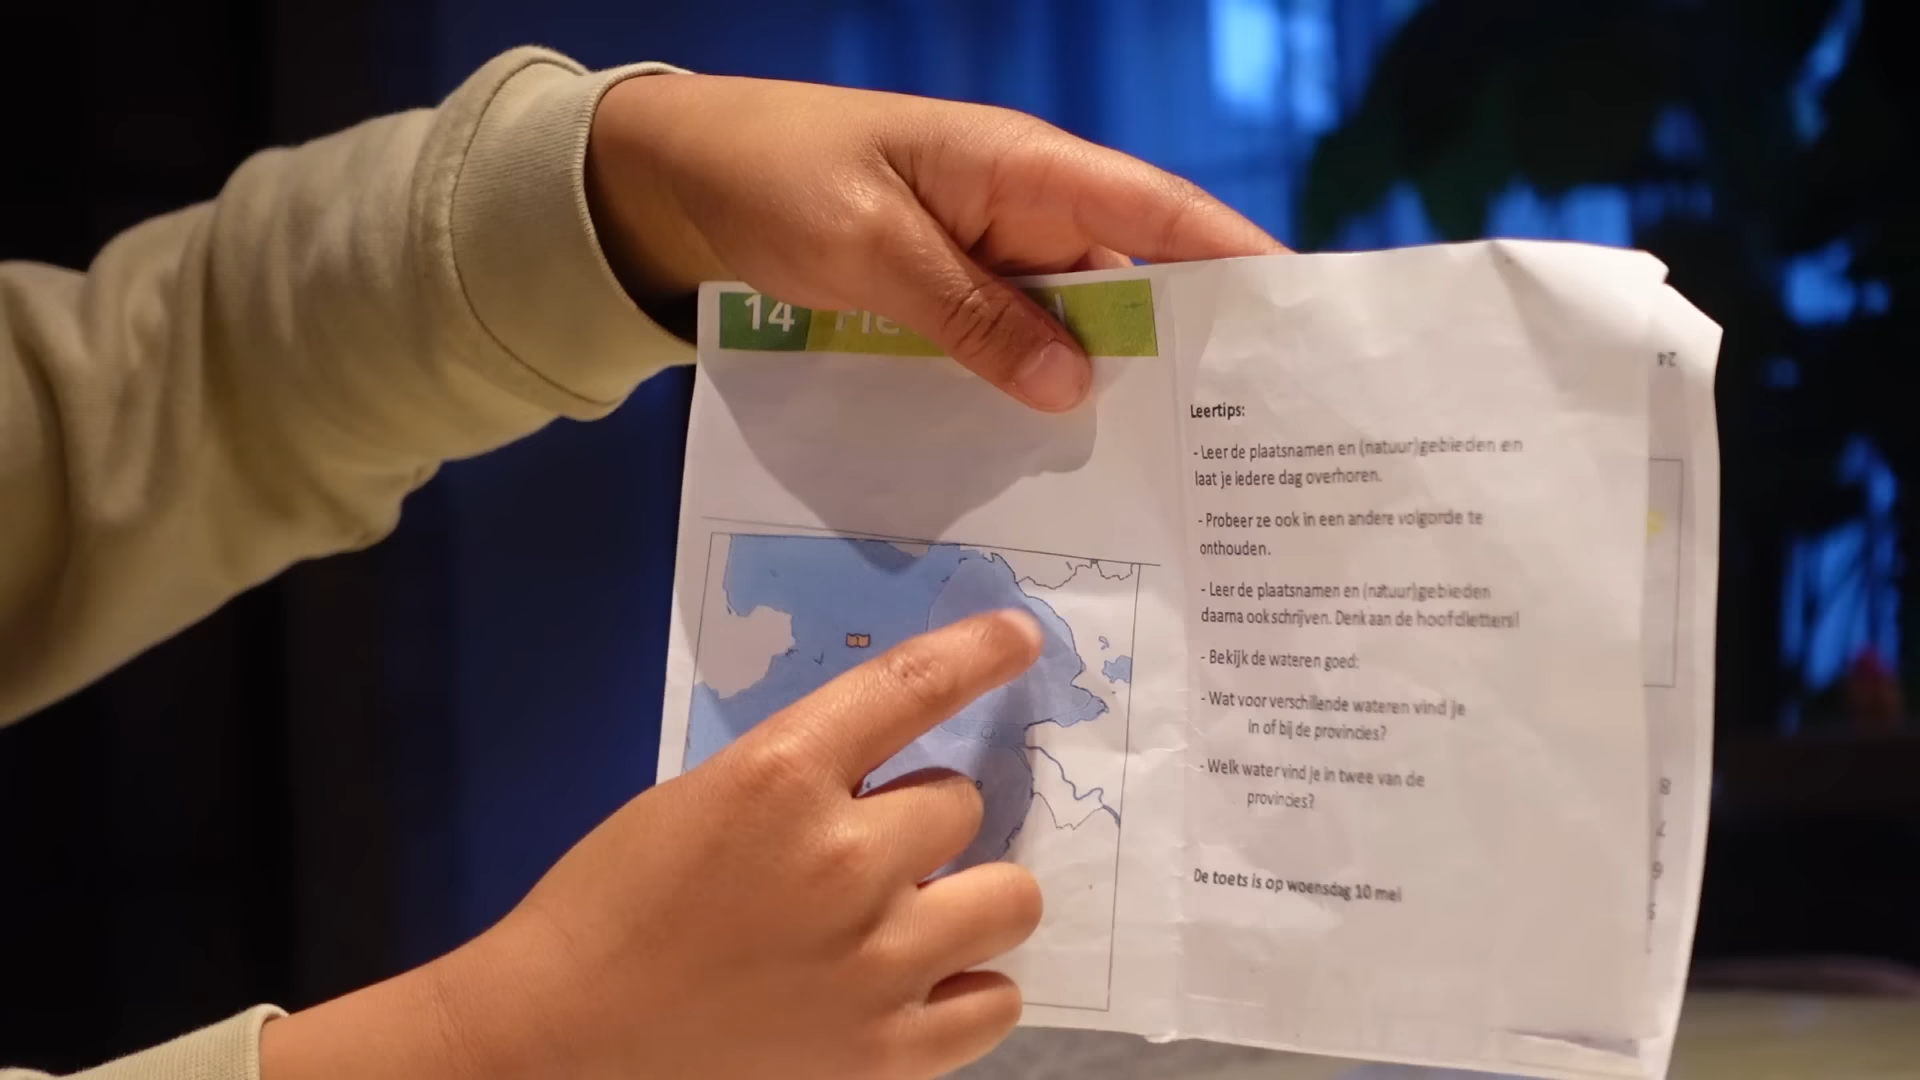 14
Leertips:
- Leer de plaatsnamen en (natuur)gebieden en
laat je iedere dag overhoren.
- Probeer ze ook in een andere volgorde te
onthouden.
- Leer de plaatsnamen en (natuur)gebieden
daarna ook schrijven. Denk aan de hoofdletters!
- Bekijk de wateren goed:
- Wat voor verschillende wateren vind je
in of bij de provincies?
- Welk water vind je in twee van de
provincies?
De toets is op woensdag 10 mei
24
8
7
6